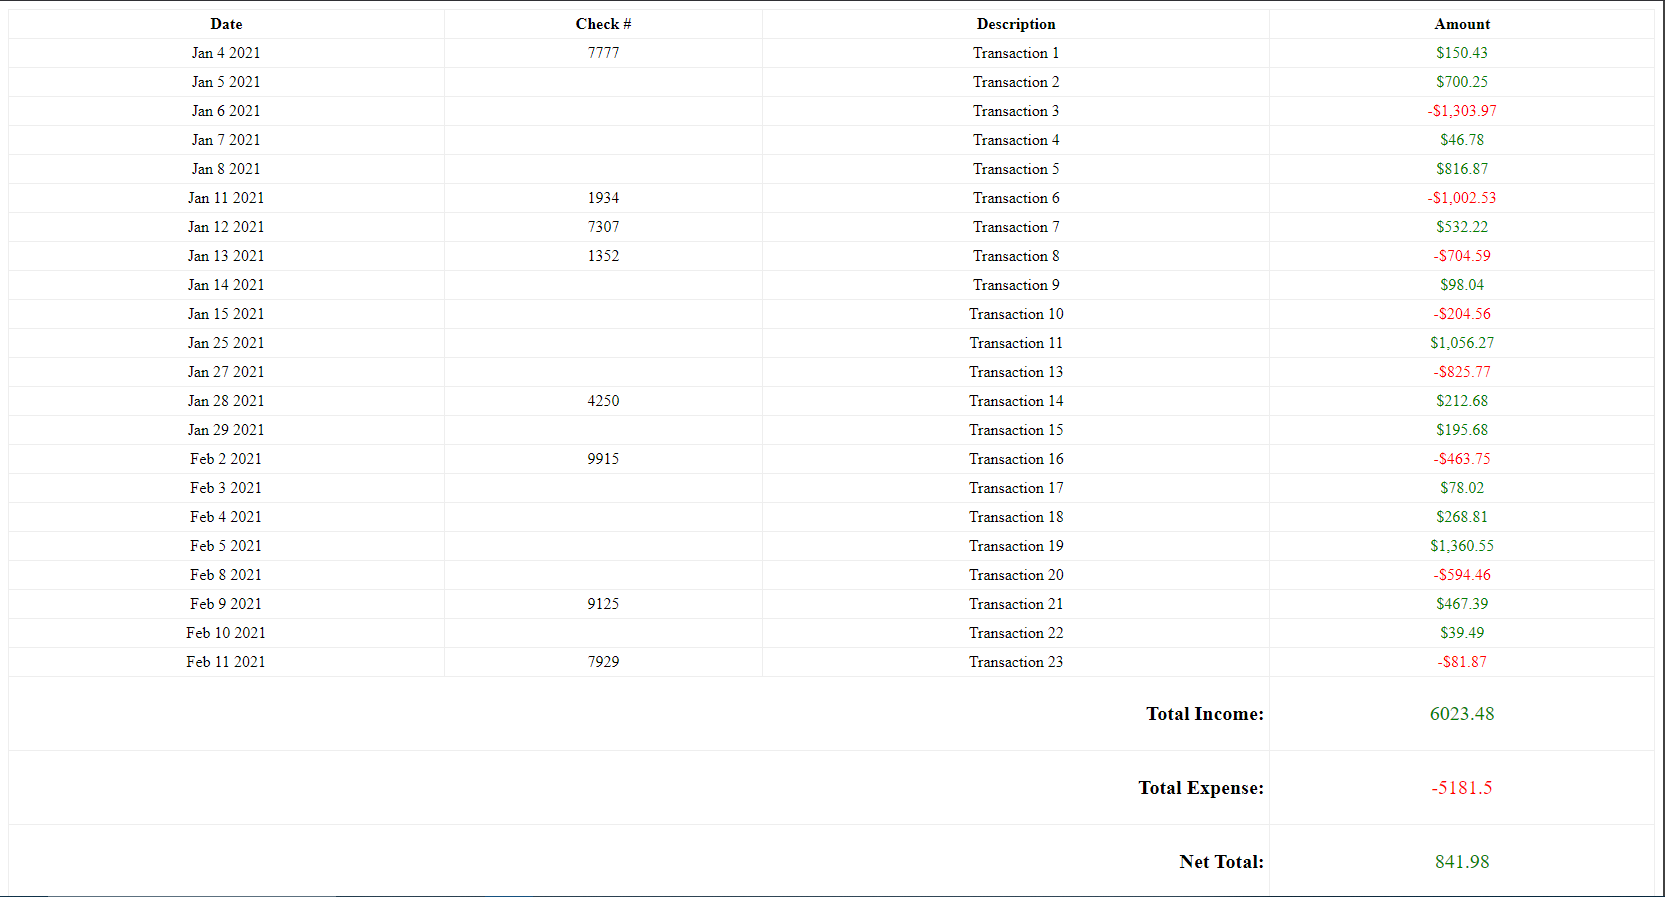 Date Check # Description Amount
Jan 4 2021 7777 Transaction 1 $150.43
Jan 5 2021 Transaction 2 $700.25
Jan 6 2021 Transaction 3 -$1,303.97
Jan 7 2021 Transaction 4 $46.78
Jan 8 2021 Transaction 5 $816.87
Jan 11 2021 1934 Transaction 6 -$1,002.53
Jan 12 2021 7307 Transaction 7 $532.22
Jan 13 2021 1352 Transaction 8 -$704.59
Jan 14 2021 Transaction 9 $98.04
Jan 15 2021 Transaction 10 -$204.56
Jan 25 2021 Transaction 11 $1,056.27
Jan 27 2021 Transaction 13 -$825.77
Jan 28 2021 4250 Transaction 14 $212.68
Jan 29 2021 Transaction 15 $195.68
Feb 2 2021 9915 Transaction 16 -$463.75
Feb 3 2021 Transaction 17 $78.02
Feb 4 2021 Transaction 18 $268.81
Feb 5 2021 Transaction 19 $1,360.55
Feb 8 2021 Transaction 20 -$594.46
Feb 9 2021 9125 Transaction 21 $467.39
Feb 10 2021 Transaction 22 $39.49
Feb 11 2021 7929 Transaction 23 -$81.87
Total Income: 6023.48
Total Expense: -5181.5
Net Total: 841.98